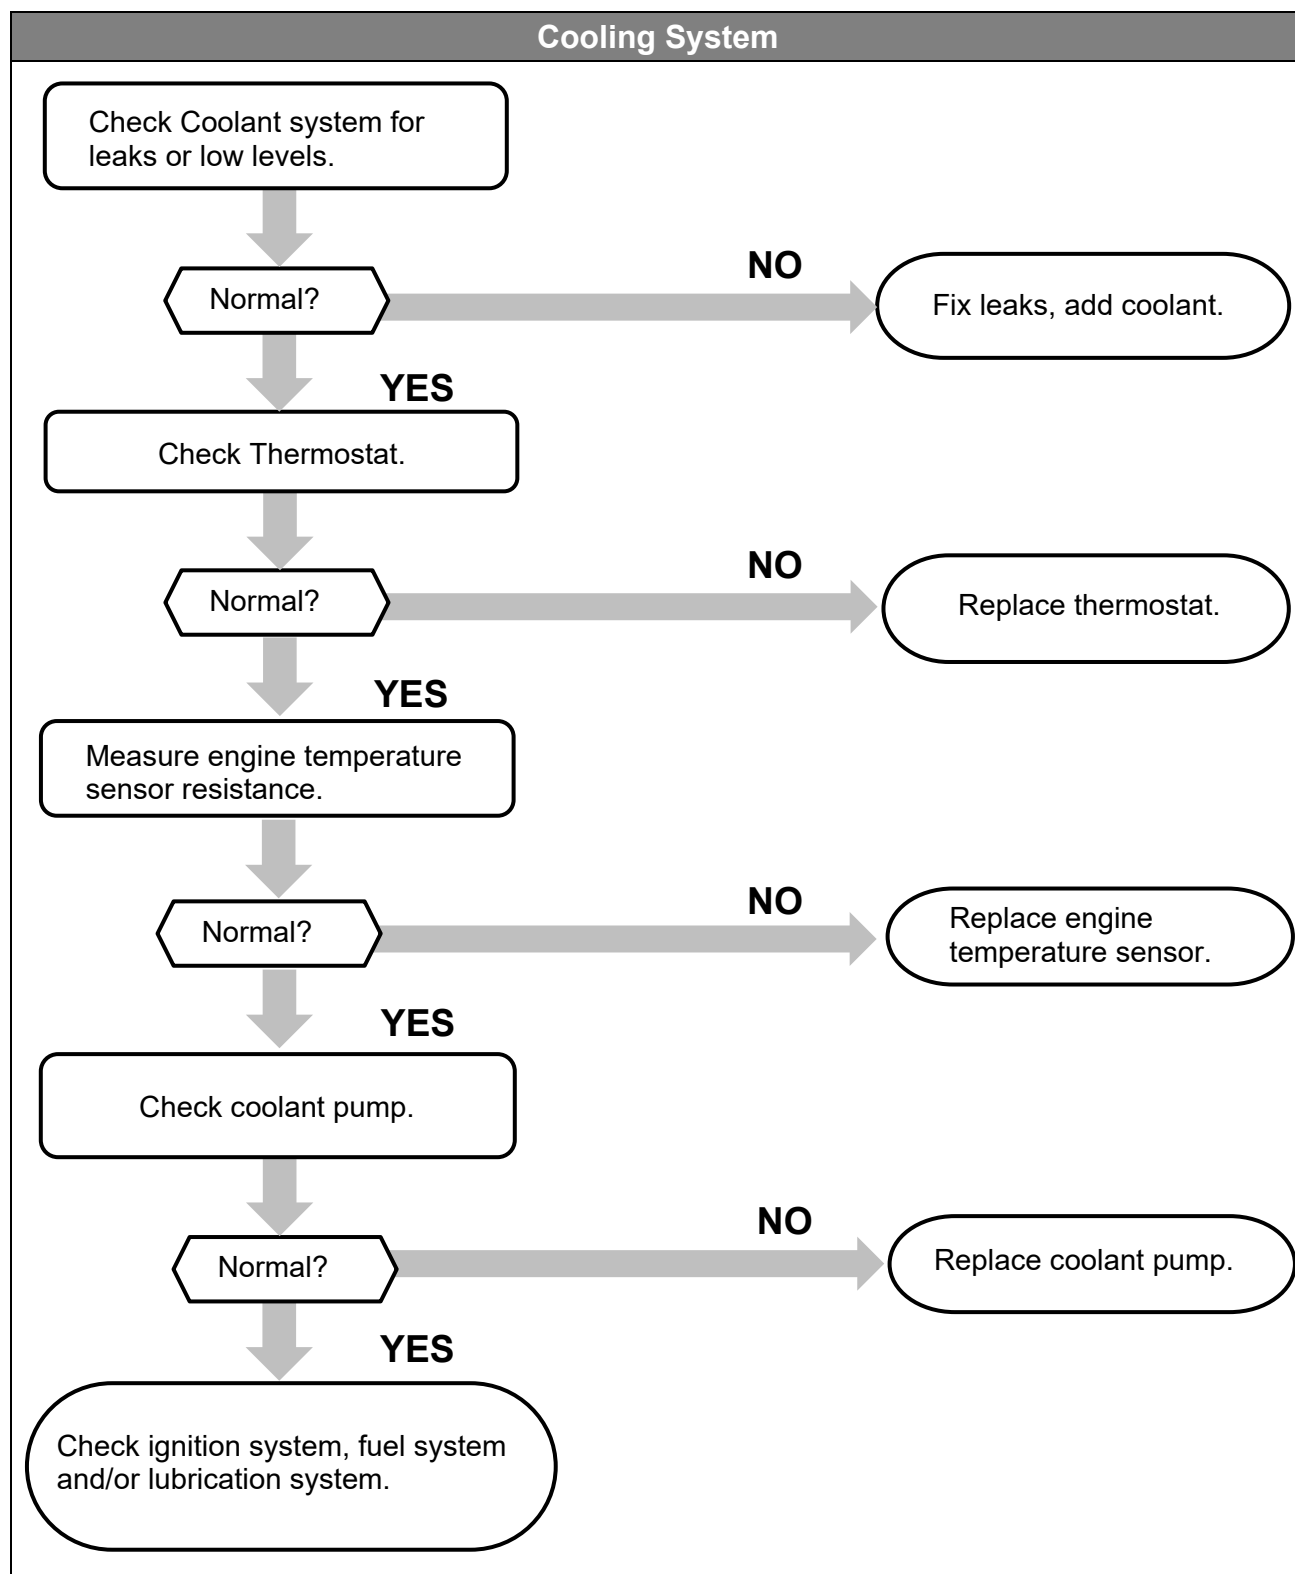 Cooling System
Check Coolant system for
leaks or low levels.
Normal?
NO
Fix leaks, add coolant.
YES
Check Thermostat.
Normal?
NO
Replace thermostat.
YES
Measure engine temperature
sensor resistance.
Normal?
NO
Replace engine
temperature sensor.
YES
Check coolant pump.
Normal?
NO
Replace coolant pump.
YES
Check ignition system, fuel system
and/or lubrication system.